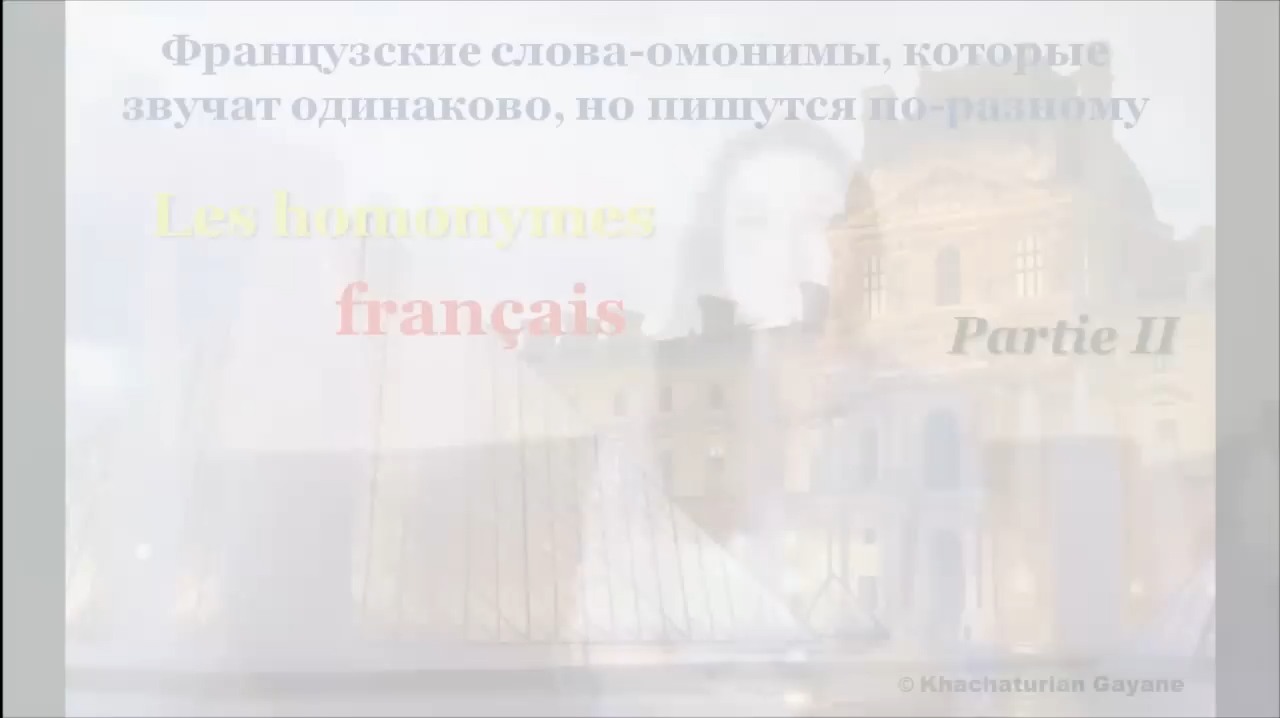 Французские слова-омонимы, которые
звучат одинаково, но пишутся по-разному
Les homonymes
français
Partie II
© Khachaturian Gayane